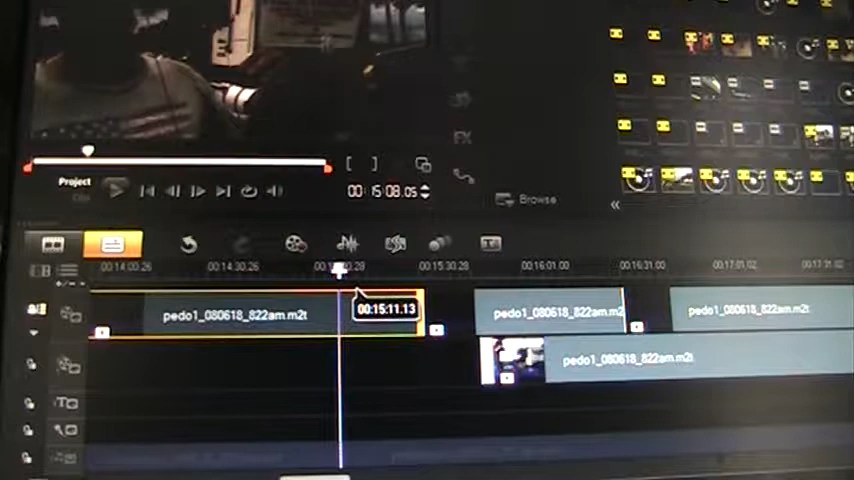 Project
00:15:08.05
Browse
00:14:00.26
00:14:30.26
00:15:30.28
00:16:01.00
00:16:31.00
00:17:01.02
00:17:31.02
pedo1_080618_822am.m2t
00:15:11.13
pedo1_080618_822am.m2
pedo1_080618_822am.m2t
pedo1_080618_822am.m2t